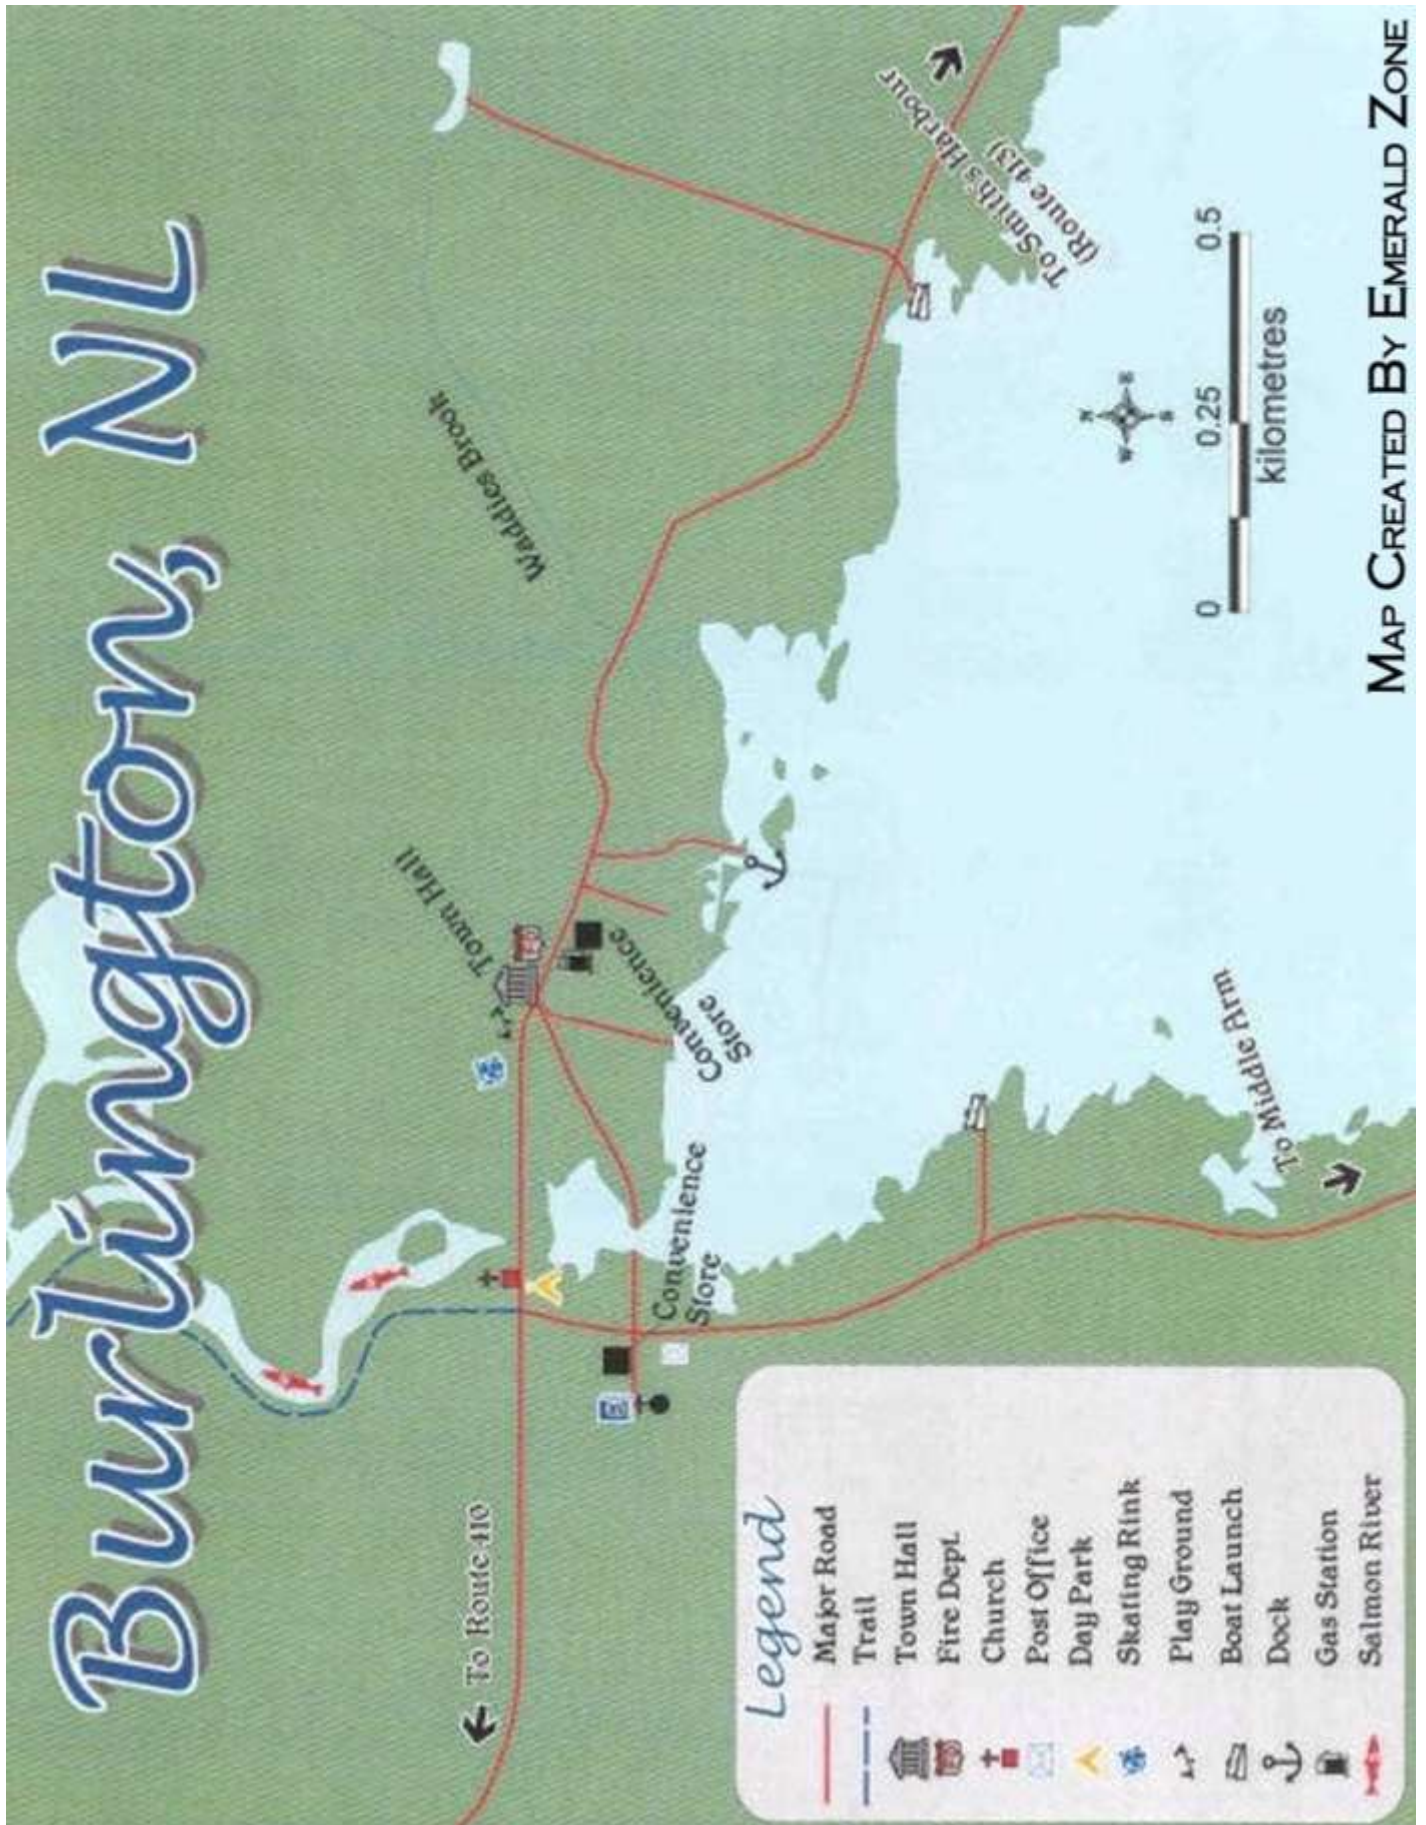 Burlington, NL
To Route 410
Town Hall
Waddies Brook
Convenience
Store
Convenience
Store
To Smith's Harbour
(Route 413)
To Middle Arm
N
W E
S
0 0.25 0.5
kilometres
Legend
Major Road
Trail
Town Hall
Fire Dept.
Church
Post Office
Day Park
Skating Rink
Play Ground
Boat Launch
Dock
Gas Station
Salmon River
MAP CREATED BY EMERALD ZONE